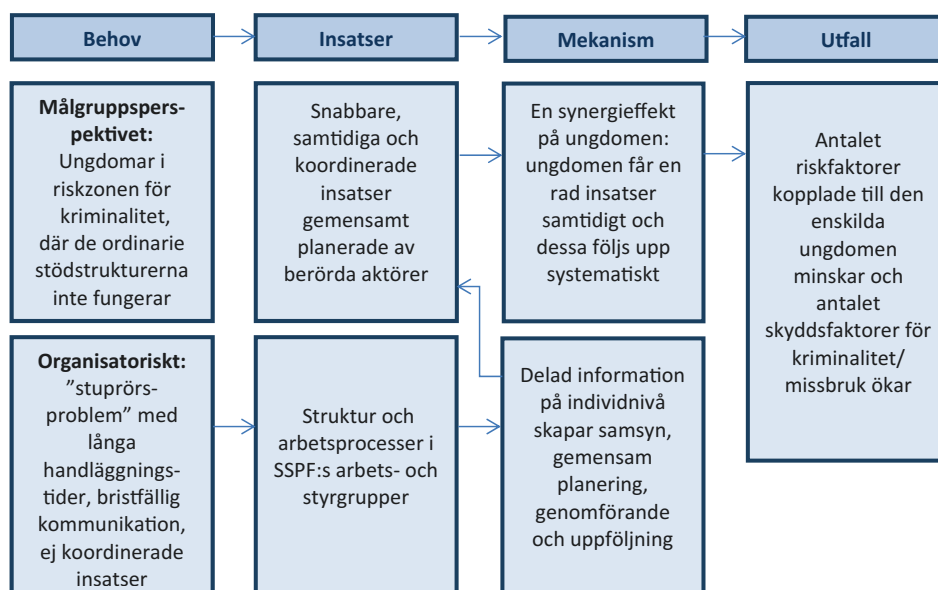 Behov
Insatser
Mekanism
Utfall
Målgruppspers-
pektivet:
Ungdomar i
riskzonen för
kriminalitet,
där de ordinarie
stödstrukturerna
inte fungerar
Snabbare,
samtidiga och
koordinerade
insatser
gemensamt
planerade av
berörda aktörer
En synergieffekt
på ungdomen:
ungdomen får en
rad insatser
samtidigt och
dessa följs upp
systematiskt
Antalet
riskfaktorer
kopplade till den
enskilda
ungdomen
minskar och
antalet
skyddsfaktorer för
kriminalitet/
missbruk ökar
Organisatoriskt:
”stuprörs-
problem” med
långa
handläggnings-
tider, bristfällig
kommunikation,
ej koordinerade
insatser
Struktur och
arbetsprocesser i
SSPF:s arbets- och
styrgrupper
Delad information
på individnivå
skapar samsyn,
gemensam
planering,
genomförande
och uppföljning